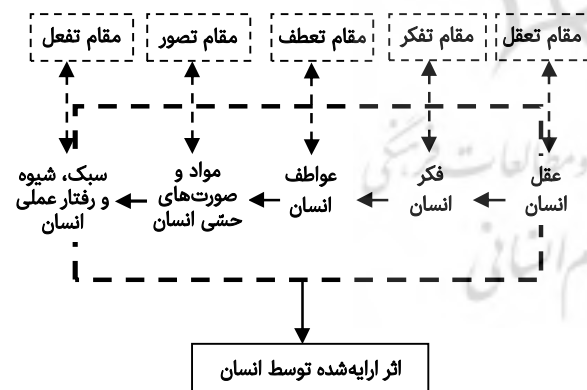 مقام تعقل
مقام تفکر
مقام تعطف
مقام تصور
مقام تفعل
عقل
انسان
فکر
انسان
عواطف
انسان
مواد و
صورت‌های
حسّی انسان
سبک، شیوه
و رفتار عملی
انسان
اثر ارایه‌شده توسط انسان